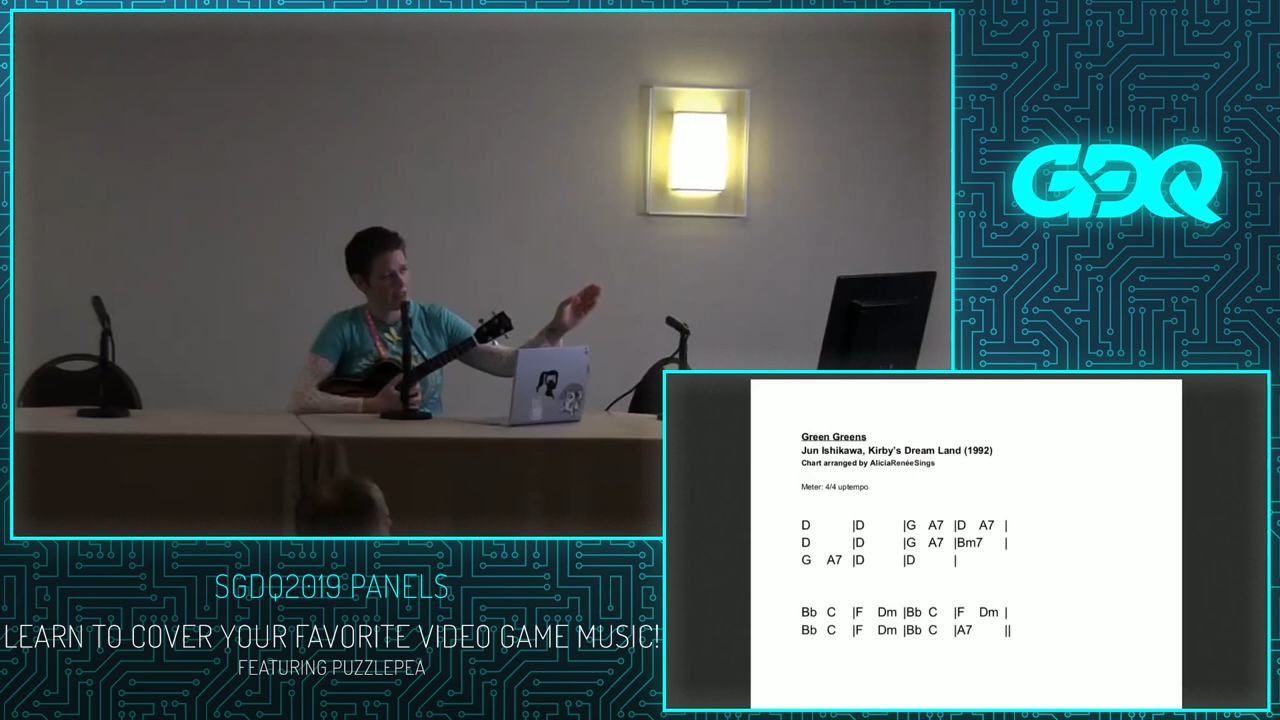 GDQ
Green Greens
Jun Ishikawa, Kirby's Dream Land (1992)
Chart arranged by AliciaRenéeSings
Meter: 4/4 uptempo
D |D |G A7 |D A7 |
D |D |G A7 |Bm7 |
G A7 |D |D |
Bb C |F Dm |Bb C |F Dm |
Bb C |F Dm |Bb C |A7 ||
SGDQ2019 PANELS
LEARN TO COVER YOUR FAVORITE VIDEO GAME MUSIC!
FEATURING PUZZLEPEA